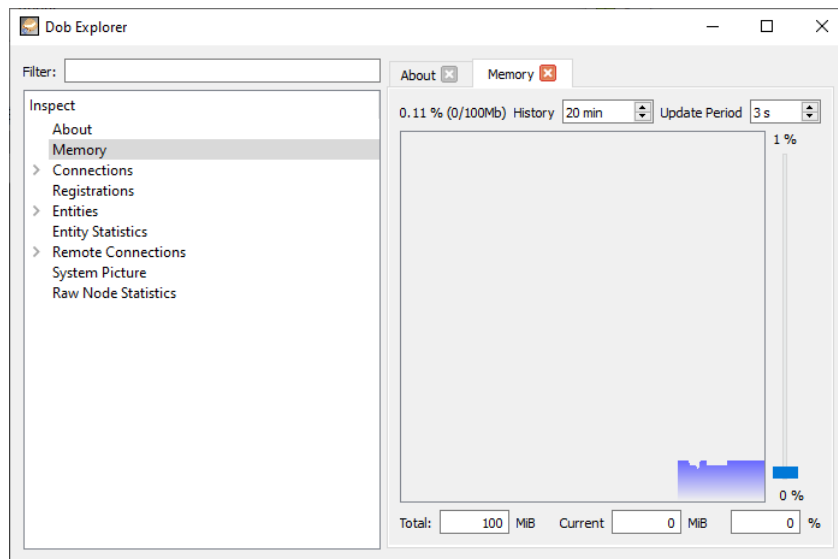 Dob Explorer
Filter:
Inspect
About
Memory
Connections
Registrations
Entities
Entity Statistics
Remote Connections
System Picture
Raw Node Statistics
About Memory
0.11 % (0/100Mb) History 20 min Update Period 3 s
1 %
0 %
Total: 100 MiB Current 0 MiB 0 %